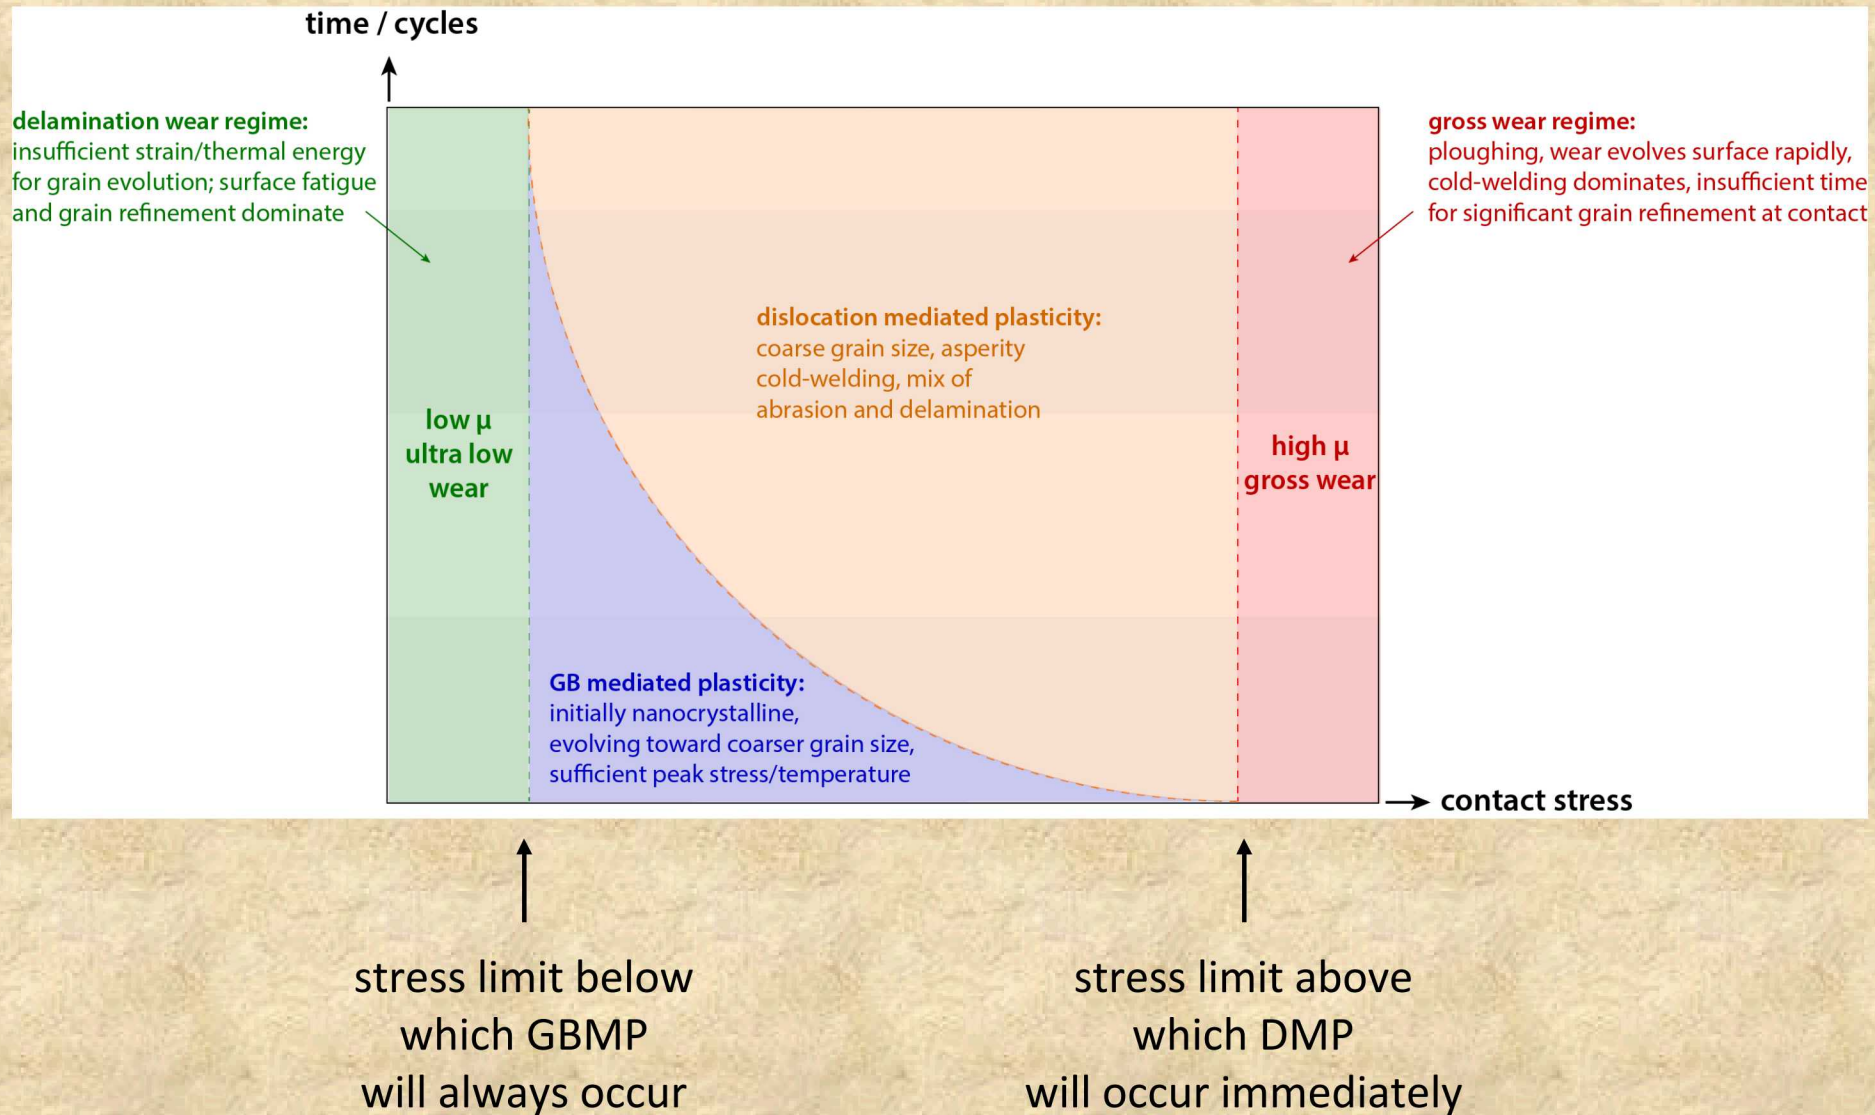 time / cycles
delamination wear regime:
insufficient strain/thermal energy
for grain evolution; surface fatigue
and grain refinement dominate
gross wear regime:
ploughing, wear evolves surface rapidly,
cold-welding dominates, insufficient time
for significant grain refinement at contact
dislocation mediated plasticity:
coarse grain size, asperity
cold-welding, mix of
abrasion and delamination
low μ
ultra low
wear
high μ
gross wear
GB mediated plasticity:
initially nanocrystalline,
evolving toward coarser grain size,
sufficient peak stress/temperature
contact stress
stress limit below
which GBMP
will always occur
stress limit above
which DMP
will occur immediately